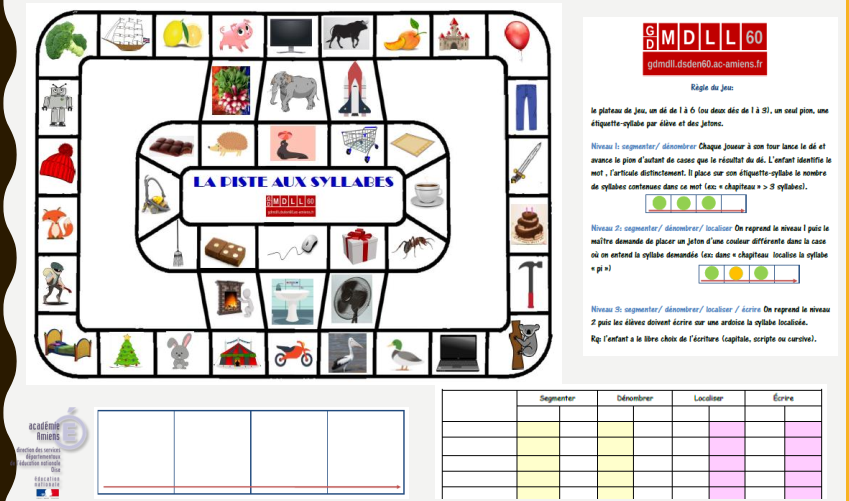 LA PISTE AUX SYLLABES
GD MDLL 60
gdmdll.dsden60.ac-amiens.fr
GD MDLL 60
gdmdll.dsden60.ac-amiens.fr
Règle du jeu:
le plateau de jeu, un dé de 1 à 6 (ou deux dés de 1 à 3), un seul pion, une
étiquette-syllabe par élève et des jetons.
Niveau 1: segmenter/ dénombrer Chaque joueur à son tour lance le dé et
avance le pion d'autant de cases que le résultat du dé. L'enfant identifie le
mot , l'articule distinctement. Il place sur son étiquette-syllabe le nombre
de syllabes contenues dans ce mot (ex: « chapiteau » > 3 syllabes).
Niveau 2: segmenter/ dénombrer/ localiser On reprend le niveau 1 puis le
maître demande de placer un jeton d'une couleur différente dans la case
où on entend la syllabe demandée (ex: dans « chapiteau localise la syllabe
« pi »)
Niveau 3: segmenter/ dénombrer/ localiser / écrire On reprend le niveau
2 puis les élèves doivent écrire sur une ardoise la syllabe localisée.
Rq: l'enfant a le libre choix de l'écriture (capitale, scripte ou cursive).
académie
Amiens
direction des services
départementaux
de l'éducation nationale
Oise
éducation
nationale
Segmenter Dénombrer Localiser Écrire